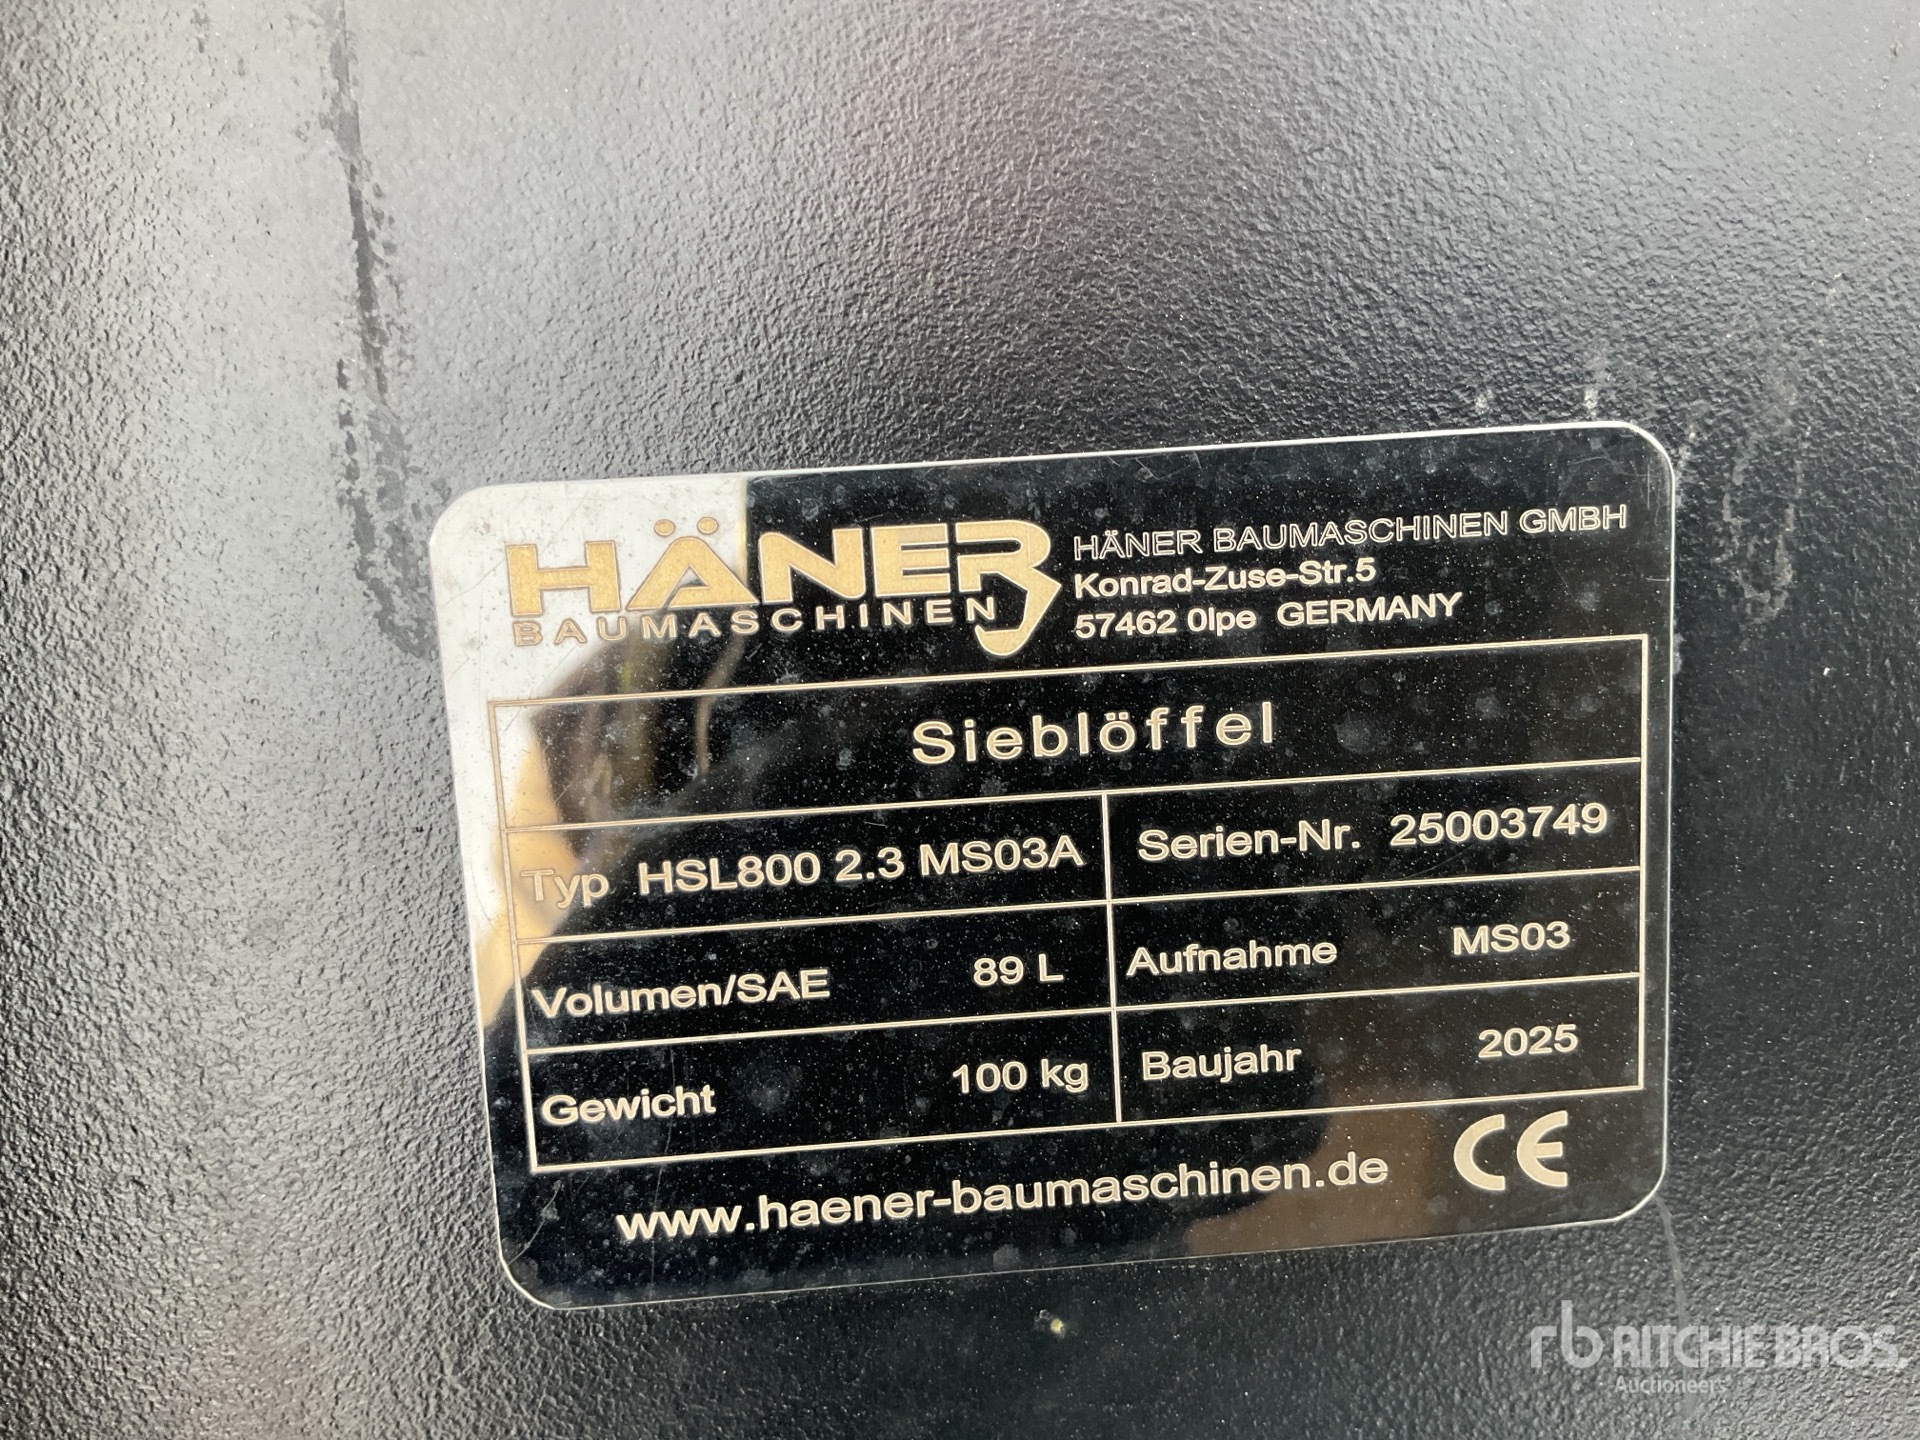 HÄNER
BAUMASCHINEN
HÄNER BAUMASCHINEN GMBH
Konrad-Zuse-Str.5
57462 Olpe GERMANY
Sieblöffel
Typ HSL800 2.3 MS03A
Serien-Nr. 25003749
Volumen/SAE 89 L
Aufnahme MS03
Gewicht 100 kg
Baujahr 2025
www.haener-baumaschinen.de
CE
rb RITCHIE BROS.
Auctioneers